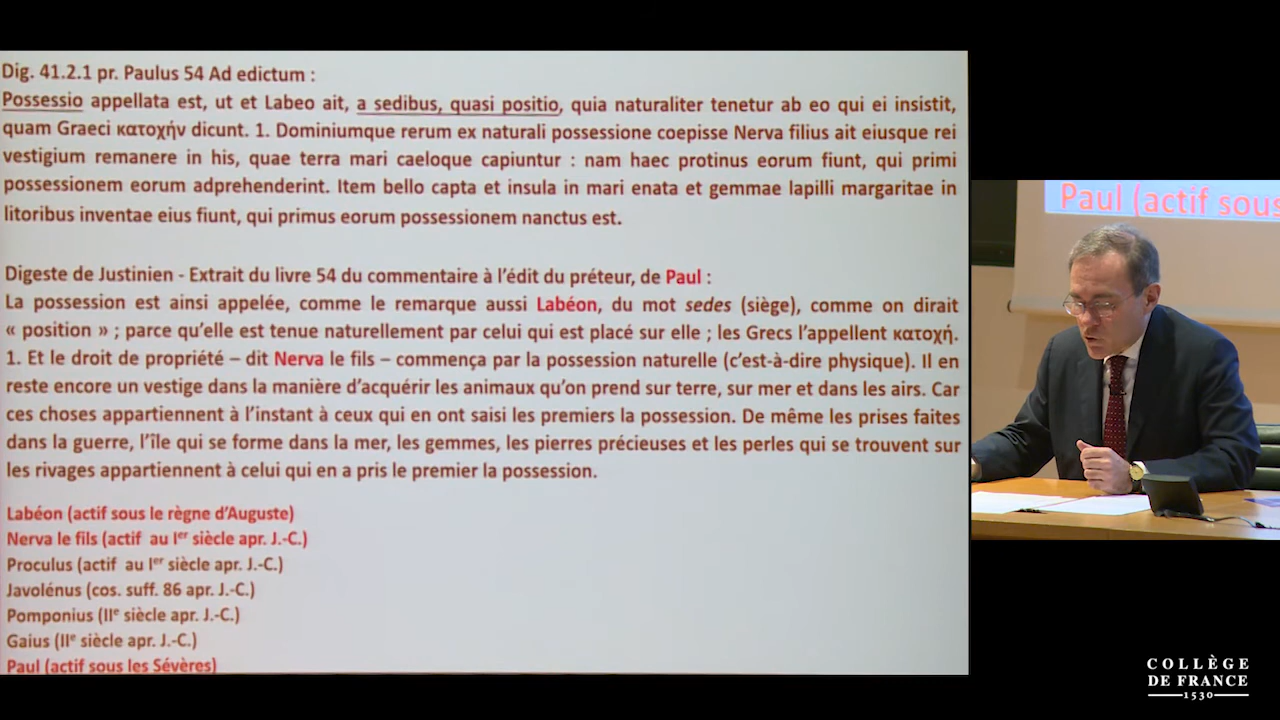 Dig. 41.2.1 pr. Paulus 54 Ad edictum :
Possessio appellata est, ut et Labeo ait, a sedibus, quasi positio, quia naturaliter tenetur ab eo qui ei insistit,
quam Graeci κατοχήν dicunt. 1. Dominiumque rerum ex naturali possessione coepisse Nerva filius ait eiusque rei
vestigium remanere in his, quae terra mari caeloque capiuntur : nam haec protinus eorum fiunt, qui primi
possessionem eorum adprehenderint. Item bello capta et insula in mari enata et gemmae lapilli margaritae in
litoribus inventae eius fiunt, qui primus eorum possessionem nanctus est.
Digeste de Justinien - Extrait du livre 54 du commentaire à l'édit du préteur, de Paul :
La possession est ainsi appelée, comme le remarque aussi Labéon, du mot sedes (siège), comme on dirait
« position » ; parce qu'elle est tenue naturellement par celui qui est placé sur elle ; les Grecs l'appellent κατοχή.
1. Et le droit de propriété – dit Nerva le fils – commença par la possession naturelle (c'est-à-dire physique). Il en
reste encore un vestige dans la manière d'acquérir les animaux qu'on prend sur terre, sur mer et dans les airs. Car
ces choses appartiennent à l'instant à ceux qui en ont saisi les premiers la possession. De même les prises faites
dans la guerre, l'île qui se forme dans la mer, les gemmes, les pierres précieuses et les perles qui se trouvent sur
les rivages appartiennent à celui qui en a pris le premier la possession.
Labéon (actif sous le règne d'Auguste)
Nerva le fils (actif au Ier siècle apr. J.-C.)
Proculus (actif au Ier siècle apr. J.-C.)
Javolénus (cos. suff. 86 apr. J.-C.)
Pomponius (IIe siècle apr. J.-C.)
Gaius (IIe siècle apr. J.-C.)
Paul (actif sous les Sévères)
Paul (actif sous
COLLÈGE
DE FRANCE
1530